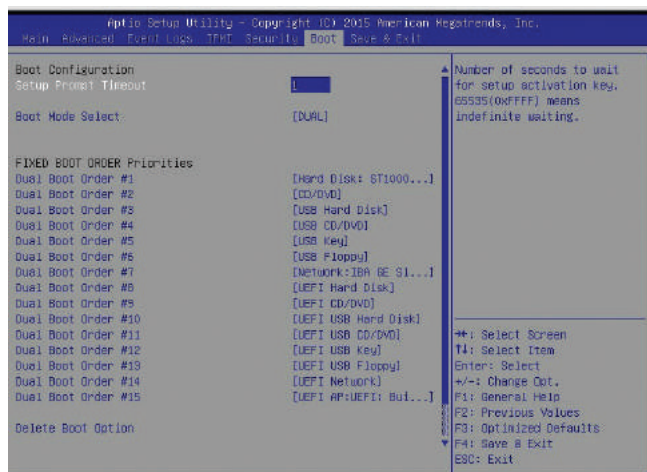 Aptio Setup Utility - Copyright (C) 2015 American Megatrends, Inc.
Main Advanced Event Logs IPMI Security Boot Save & Exit
Boot Configuration
Setup Prompt Timeout 1
Boot Mode Select [DUAL]
FIXED BOOT ORDER Priorities
Dual Boot Order #1 [Hard Disk: ST1000...]
Dual Boot Order #2 [CD/DVD]
Dual Boot Order #3 [USB Hard Disk]
Dual Boot Order #4 [USB CD/DVD]
Dual Boot Order #5 [USB Key]
Dual Boot Order #6 [USB Floppy]
Dual Boot Order #7 [Network:IBA GE Sl...]
Dual Boot Order #8 [UEFI Hard Disk]
Dual Boot Order #9 [UEFI CD/DVD]
Dual Boot Order #10 [UEFI USB Hard Disk]
Dual Boot Order #11 [UEFI USB CD/DVD]
Dual Boot Order #12 [UEFI USB Key]
Dual Boot Order #13 [UEFI USB Floppy]
Dual Boot Order #14 [UEFI Network]
Dual Boot Order #15 [UEFI AP:UEFI: Bui...]
Delete Boot Option
Number of seconds to wait
for setup activation key.
65535(0xFFFF) means
indefinite waiting.
→←: Select Screen
↑↓: Select Item
Enter: Select
+/-: Change Opt.
F1: General Help
F2: Previous Values
F3: Optimized Defaults
F4: Save & Exit
ESC: Exit